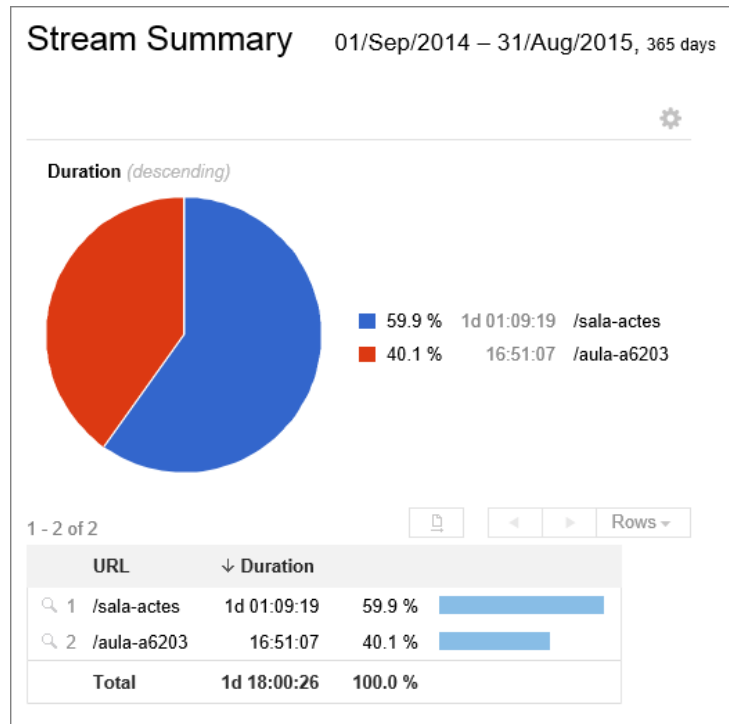 Stream Summary 01/Sep/2014 – 31/Aug/2015, 365 days
Duration (descending)
59.9 % 1d 01:09:19 /sala-actes
40.1 % 16:51:07 /aula-a6203
1 - 2 of 2 Rows
URL ↓ Duration
1 /sala-actes 1d 01:09:19 59.9 %
2 /aula-a6203 16:51:07 40.1 %
Total 1d 18:00:26 100.0 %